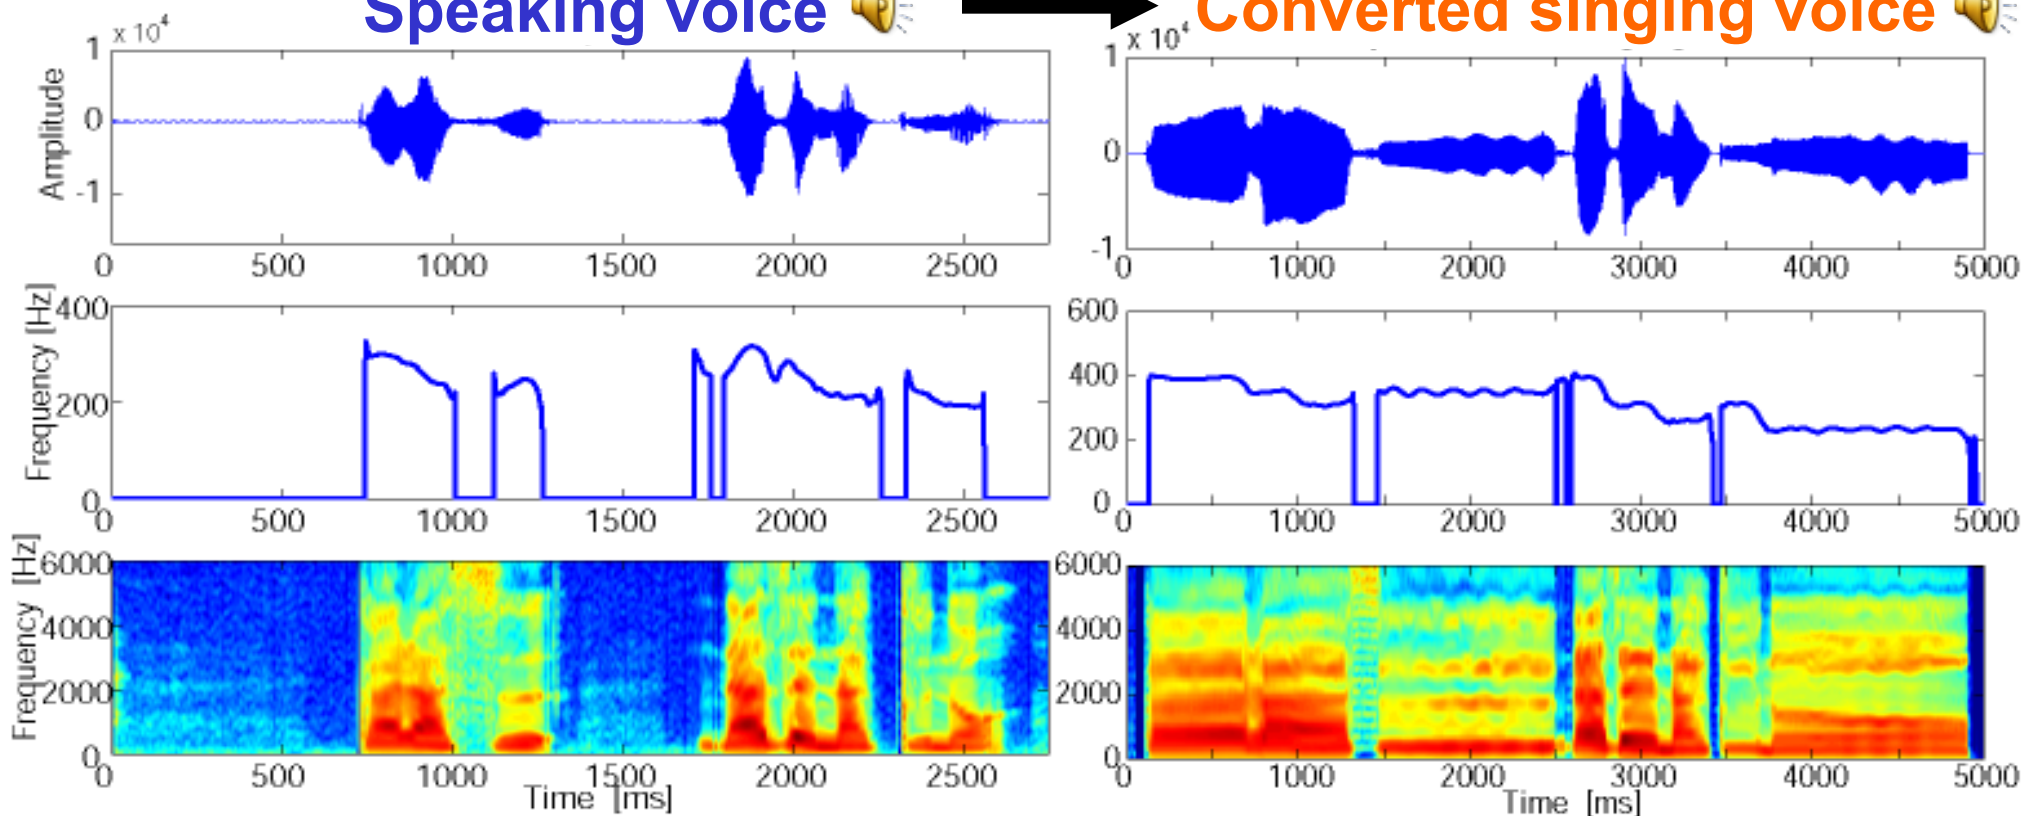 Speaking voice
Converted singing voice
x 10⁴
1
0
-1
Amplitude
0 500 1000 1500 2000 2500
x 10⁴
1
0
-1
0 1000 2000 3000 4000 5000
400
200
0
Frequency [Hz]
0 500 1000 1500 2000 2500
600
400
200
0
0 1000 2000 3000 4000 5000
6000
4000
2000
0
Frequency [Hz]
0 500 1000 1500 2000 2500
Time [ms]
6000
4000
2000
0
0 1000 2000 3000 4000 5000
Time [ms]